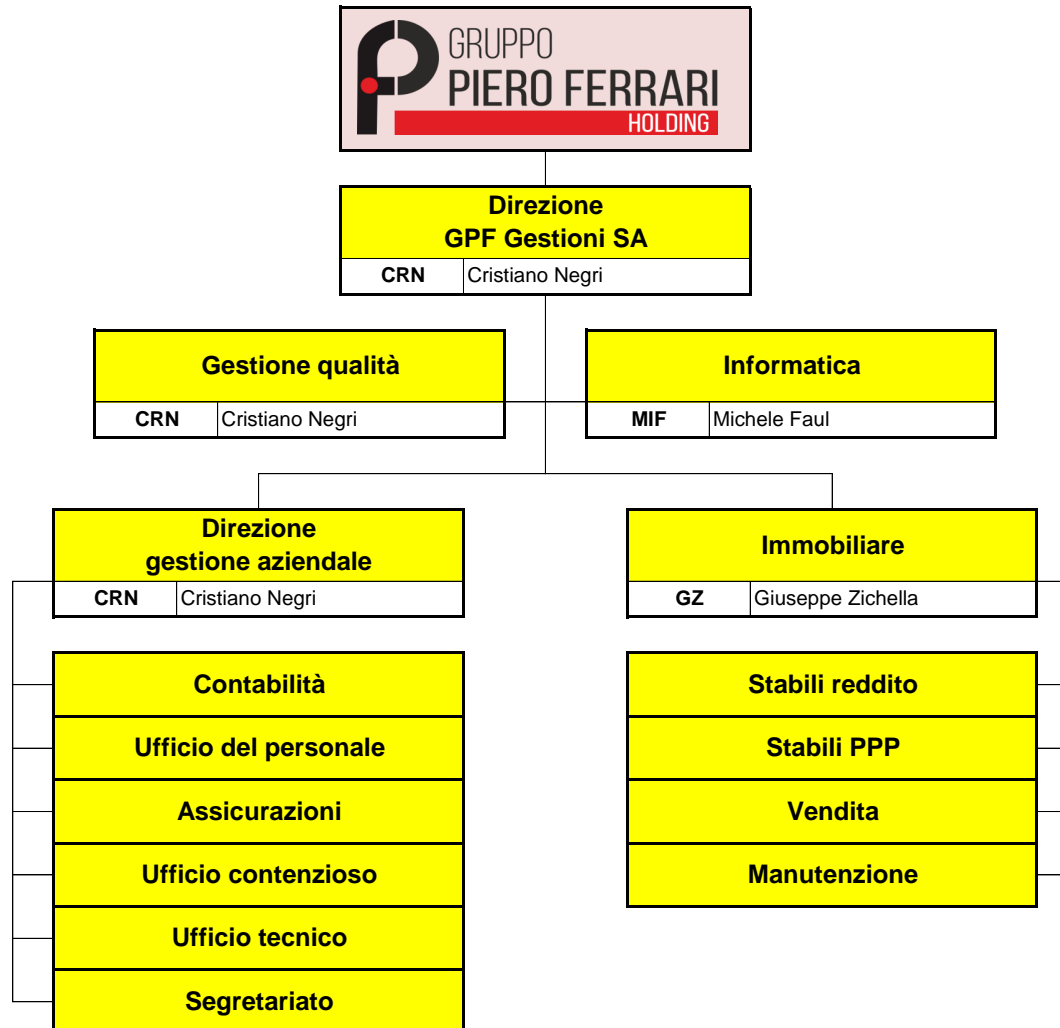 GRUPPO
PIERO FERRARI
HOLDING
Direzione
GPF Gestioni SA
CRN Cristiano Negri
Gestione qualità
CRN Cristiano Negri
Informatica
MIF Michele Faul
Direzione
gestione aziendale
CRN Cristiano Negri
Immobiliare
GZ Giuseppe Zichella
Contabilità
Ufficio del personale
Assicurazioni
Ufficio contenzioso
Ufficio tecnico
Segretariato
Stabili reddito
Stabili PPP
Vendita
Manutenzione